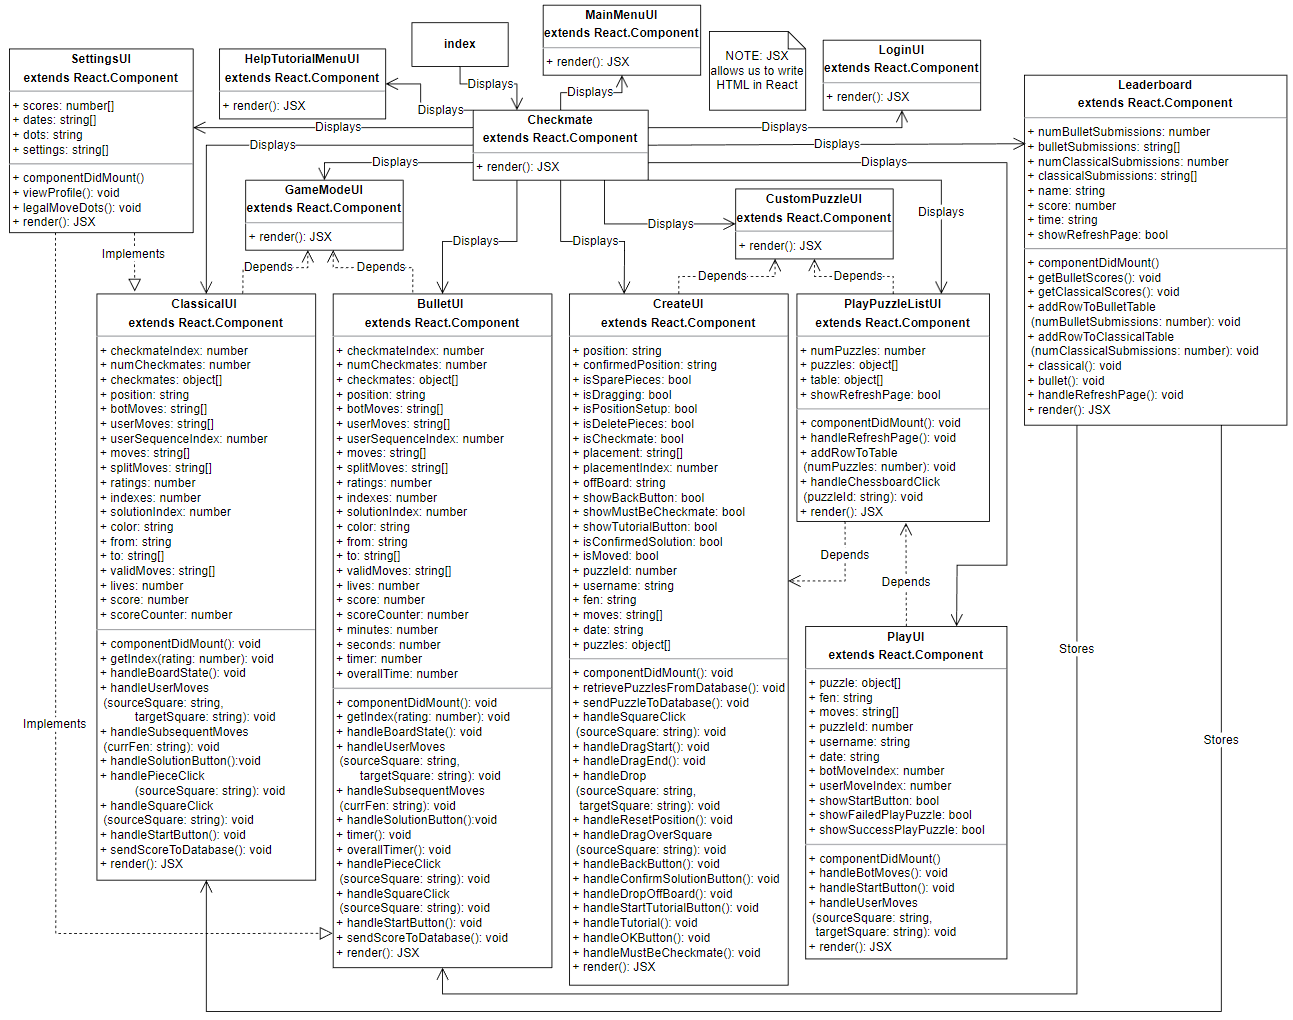 MainMenuUI
extends React.Component
+ render(): JSX
index
NOTE: JSX
allows us to write
HTML in React
LoginUI
extends React.Component
+ render(): JSX
SettingsUI
extends React.Component
+ scores: number[]
+ dates: string[]
+ dots: string
+ settings: string[]
+ componentDidMount()
+ viewProfile(): void
+ legalMoveDots(): void
+ render(): JSX
HelpTutorialMenuUI
extends React.Component
+ render(): JSX
Displays
Displays
Displays
Checkmate
extends React.Component
+ render(): JSX
Displays
Displays
Displays
Displays
Displays
Displays
Displays
Displays
Displays
Displays
Leaderboard
extends React.Component
+ numBulletSubmissions: number
+ bulletSubmissions: string[]
+ numClassicalSubmissions: number
+ classicalSubmissions: string[]
+ name: string
+ score: number
+ time: string
+ showRefreshPage: bool
+ componentDidMount()
+ getBulletScores(): void
+ getClassicalScores(): void
+ addRowToBulletTable
(numBulletSubmissions: number): void
+ addRowToClassicalTable
(numClassicalSubmissions: number): void
+ classical(): void
+ bullet(): void
+ handleRefreshPage(): void
+ render(): JSX
GameModeUI
extends React.Component
+ render(): JSX
CustomPuzzleUI
extends React.Component
+ render(): JSX
Implements
Depends
Depends
Depends
Depends
ClassicalUI
extends React.Component
+ checkmateIndex: number
+ numCheckmates: number
+ checkmates: object[]
+ position: string
+ botMoves: string[]
+ userMoves: string[]
+ userSequenceIndex: number
+ moves: string[]
+ splitMoves: string[]
+ ratings: number
+ indexes: number
+ solutionIndex: number
+ color: string
+ from: string
+ to: string[]
+ validMoves: string[]
+ lives: number
+ score: number
+ scoreCounter: number
+ componentDidMount(): void
+ getIndex(rating: number): void
+ handleBoardState(): void
+ handleUserMoves
(sourceSquare: string,
targetSquare: string): void
+ handleSubsequentMoves
(currFen: string): void
+ handleSolutionButton():void
+ handlePieceClick
(sourceSquare: string): void
+ handleSquareClick
(sourceSquare: string): void
+ handleStartButton(): void
+ sendScoreToDatabase(): void
+ render(): JSX
BulletUI
extends React.Component
+ checkmateIndex: number
+ numCheckmates: number
+ checkmates: object[]
+ position: string
+ botMoves: string[]
+ userMoves: string[]
+ userSequenceIndex: number
+ moves: string[]
+ splitMoves: string[]
+ ratings: number
+ indexes: number
+ solutionIndex: number
+ color: string
+ from: string
+ to: string[]
+ validMoves: string[]
+ lives: number
+ score: number
+ scoreCounter: number
+ minutes: number
+ seconds: number
+ timer: number
+ overallTime: number
+ componentDidMount(): void
+ getIndex(rating: number): void
+ handleBoardState(): void
+ handleUserMoves
(sourceSquare: string,
targetSquare: string): void
+ handleSubsequentMoves
(currFen: string): void
+ handleSolutionButton():void
+ timer(): void
+ overallTimer(): void
+ handlePieceClick
(sourceSquare: string): void
+ handleSquareClick
(sourceSquare: string): void
+ handleStartButton(): void
+ sendScoreToDatabase(): void
+ render(): JSX
CreateUI
extends React.Component
+ position: string
+ confirmedPosition: string
+ isSparePieces: bool
+ isDragging: bool
+ isPositionSetup: bool
+ isDeletePieces: bool
+ isCheckmate: bool
+ placement: string[]
+ placementIndex: number
+ offBoard: string
+ showBackButton: bool
+ showMustBeCheckmate: bool
+ showTutorialButton: bool
+ isConfirmedSolution: bool
+ isMoved: bool
+ puzzleId: number
+ username: string
+ fen: string
+ moves: string[]
+ date: string
+ puzzles: object[]
+ componentDidMount(): void
+ retrievePuzzlesFromDatabase(): void
+ sendPuzzleToDatabase(): void
+ handleSquareClick
(sourceSquare: string): void
+ handleDragStart(): void
+ handleDragEnd(): void
+ handleDrop
(sourceSquare: string,
targetSquare: string): void
+ handleResetPosition(): void
+ handleDragOverSquare
(sourceSquare: string): void
+ handleBackButton(): void
+ handleConfirmSolutionButton(): void
+ handleDropOffBoard(): void
+ handleStartTutorialButton(): void
+ handleTutorial(): void
+ handleOKButton(): void
+ handleMustBeCheckmate(): void
+ render(): JSX
PlayPuzzleListUI
extends React.Component
+ numPuzzles: number
+ puzzles: object[]
+ table: object[]
+ showRefreshPage: bool
+ componentDidMount(): void
+ handleRefreshPage(): void
+ addRowToTable
(numPuzzles: number): void
+ handleChessboardClick
(puzzleId: string): void
+ render(): JSX
Depends
Depends
PlayUI
extends React.Component
+ puzzle: object[]
+ fen: string
+ moves: string[]
+ puzzleId: number
+ username: string
+ date: string
+ botMoveIndex: number
+ userMoveIndex: number
+ showStartButton: bool
+ showFailedPlayPuzzle: bool
+ showSuccessPlayPuzzle: bool
+ componentDidMount()
+ handleBotMoves(): void
+ handleStartButton(): void
+ handleUserMoves
(sourceSquare: string,
targetSquare: string): void
+ render(): JSX
Stores
Stores
Implements